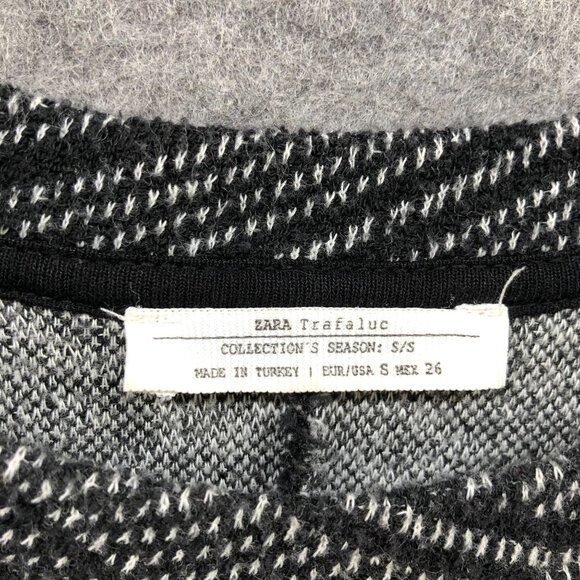 ZARA Trafaluc
COLLECTION'S SEASON: S/S
MADE IN TURKEY | EUR/USA S MEX 26